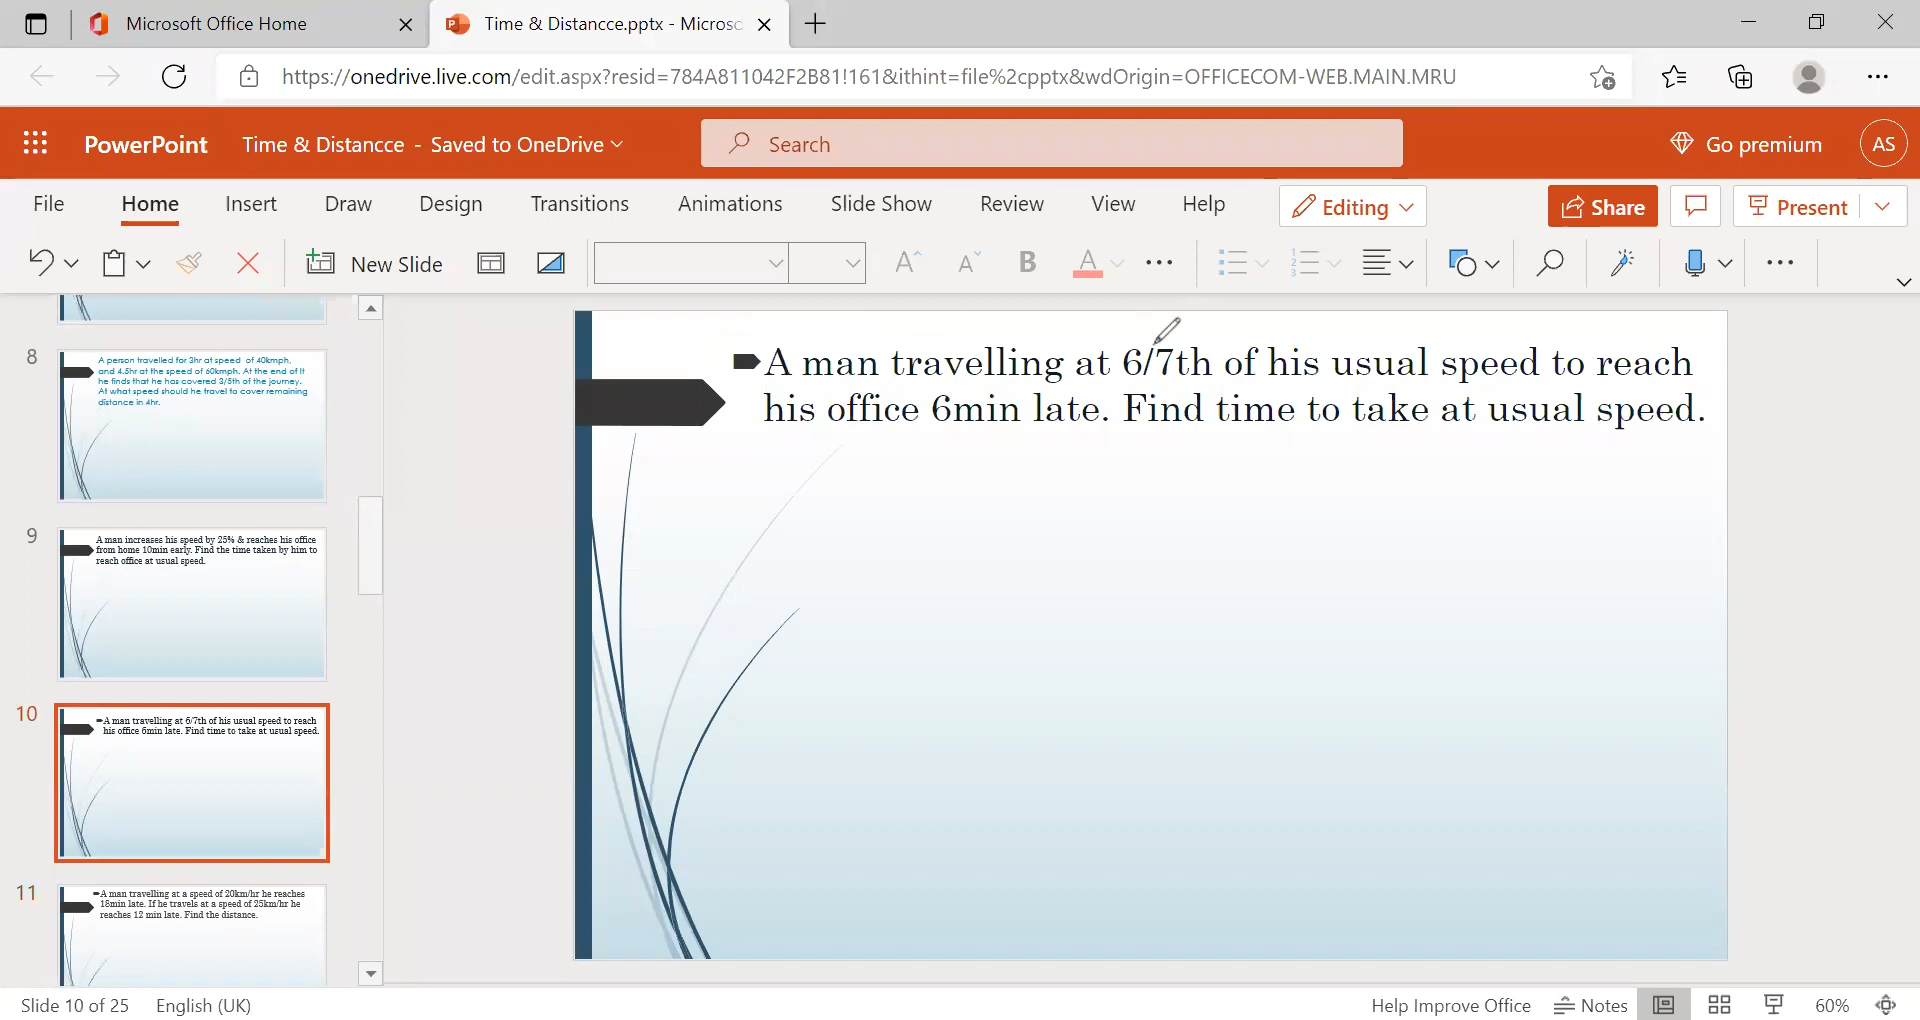 Microsoft Office Home
Time & Distancce.pptx - Microsc
https://onedrive.live.com/edit.aspx?resid=784A811042F2B81!161&ithint=file%2cpptx&wdOrigin=OFFICECOM-WEB.MAIN.MRU
PowerPoint
Time & Distancce - Saved to OneDrive
Search
Go premium
AS
File Home Insert Draw Design Transitions Animations Slide Show Review View Help
Editing
Share
Present
New Slide
A
A
B
A
8
A person travelled for 3hr at speed of 40kmph,
and 4.5hr at the speed of 60kmph. At the end of it
he finds that he has covered 3/5th of the journey.
At what speed should he travel to cover remaining
distance in 4hr.
9
A man increases his speed by 25% & reaches his office
from home 10min early. Find the time taken by him to
reach office at usual speed.
10
A man travelling at 6/7th of his usual speed to reach
his office 6min late. Find time to take at usual speed.
11
A man travelling at a speed of 20km/hr he reaches
18min late. If he travels at a speed of 25km/hr he
reaches 12 min late. Find the distance.
A man travelling at 6/7th of his usual speed to reach
his office 6min late. Find time to take at usual speed.
Slide 10 of 25
English (UK)
Help Improve Office
Notes
60%